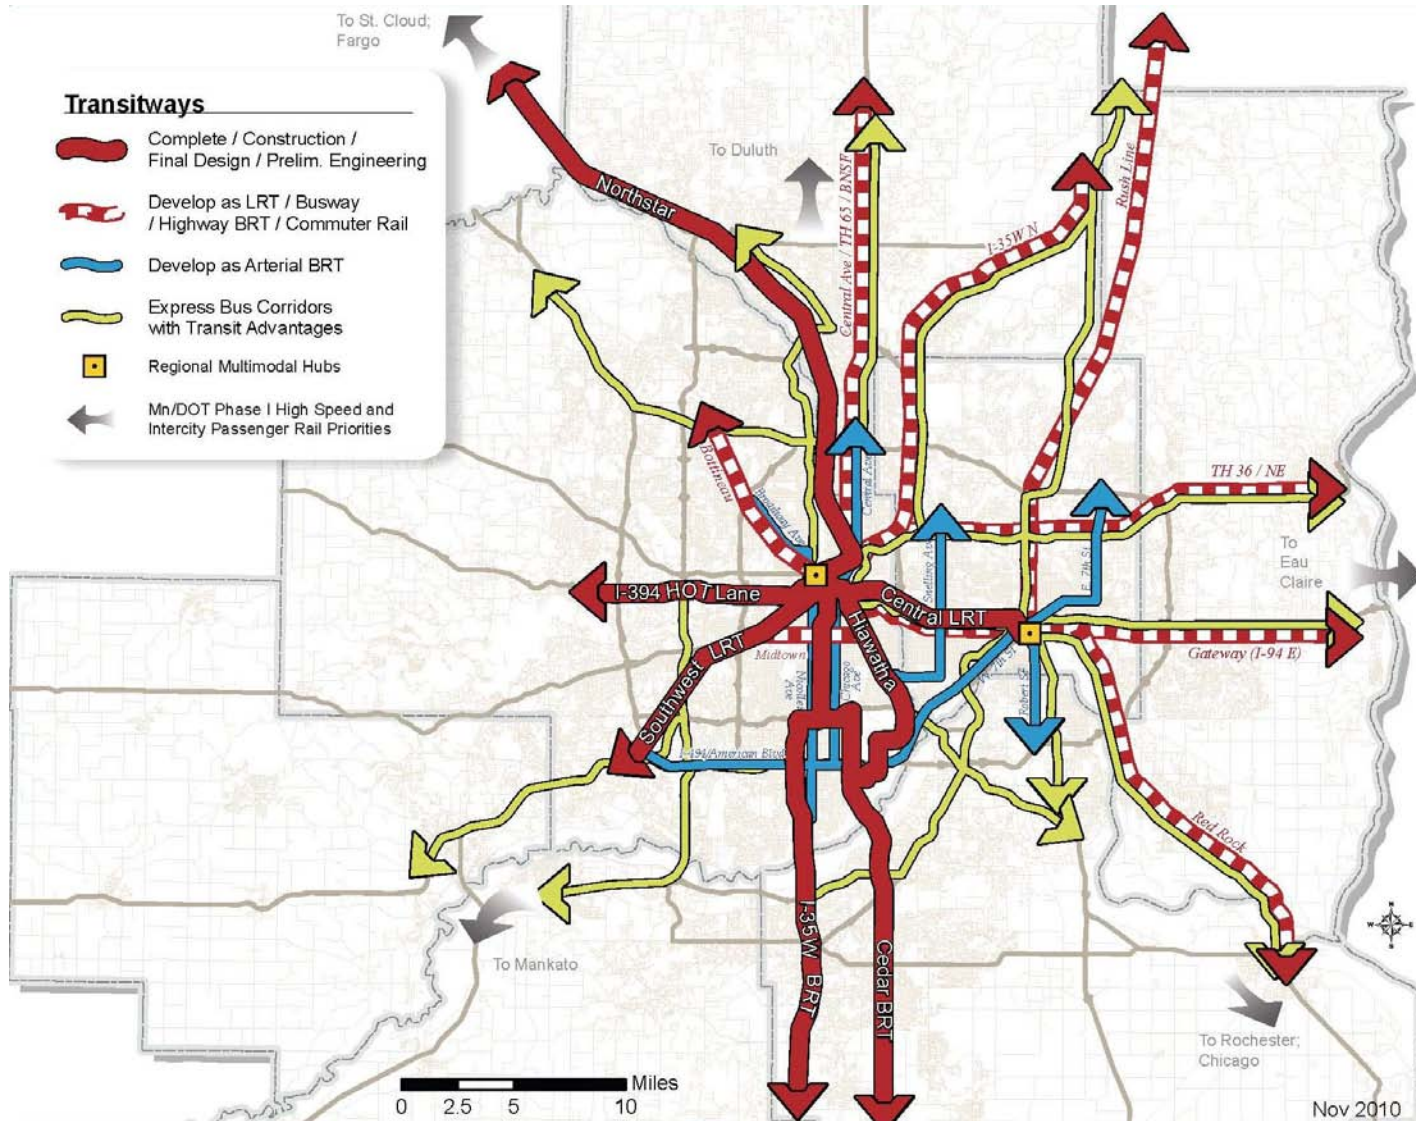 To St. Cloud;
Fargo
Transitways
Complete / Construction /
Final Design / Prelim. Engineering
Develop as LRT / Busway
/ Highway BRT / Commuter Rail
Develop as Arterial BRT
Express Bus Corridors
with Transit Advantages
Regional Multimodal Hubs
Mn/DOT Phase I High Speed and
Intercity Passenger Rail Priorities
To Duluth
Northstar
Central Ave / TH 65 / BNSF
I-35W N
Rush Line
Bottineau
Broadway Ave
Central Ave
TH 36 / NE
Snelling Ave
E. 7th St
To
Eau
Claire
I-394 HOT Lane
Central LRT
Hiawatha
Southwest LRT
Midtown
Nicollet
Ave
Chicago
Ave
W. 7th St
Robert St
Gateway (I-94 E)
I-494/American Blvd
Red Rock
I-35W BRT
Cedar BRT
To Mankato
To Rochester;
Chicago
N
W
E
S
Miles
0
2.5
5
10
Nov 2010